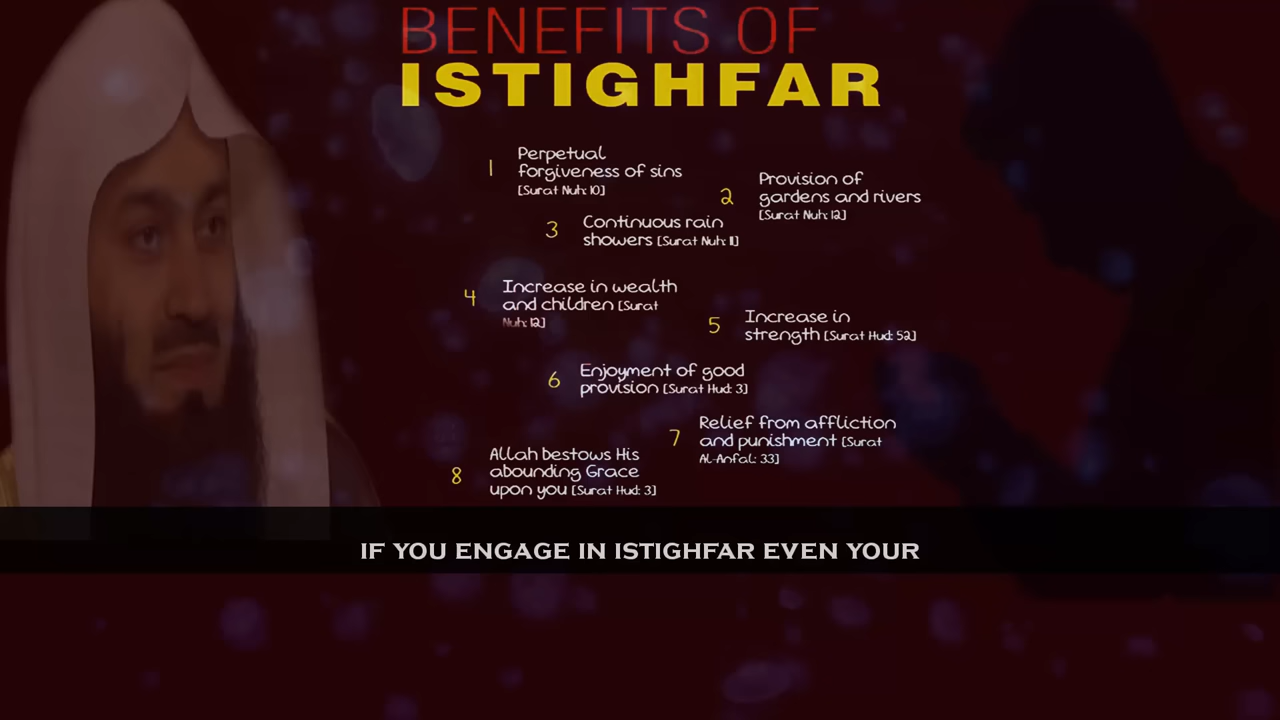 BENEFITS OF
ISTIGHFAR
1 Perpetual
forgiveness of sins
[Surat Nuh: 10]
2 Provision of
gardens and rivers
[Surat Nuh: 12]
3 Continuous rain
showers [Surat Nuh: 11]
4 Increase in wealth
and children [Surat
Nuh: 12]
5 Increase in
strength [Surat Hud: 52]
6 Enjoyment of good
provision [Surat Hud: 3]
7 Relief from affliction
and punishment [Surat
Al-Anfal: 33]
8 Allah bestows His
abounding Grace
upon you [Surat Hud: 3]
IF YOU ENGAGE IN ISTIGHFAR EVEN YOUR